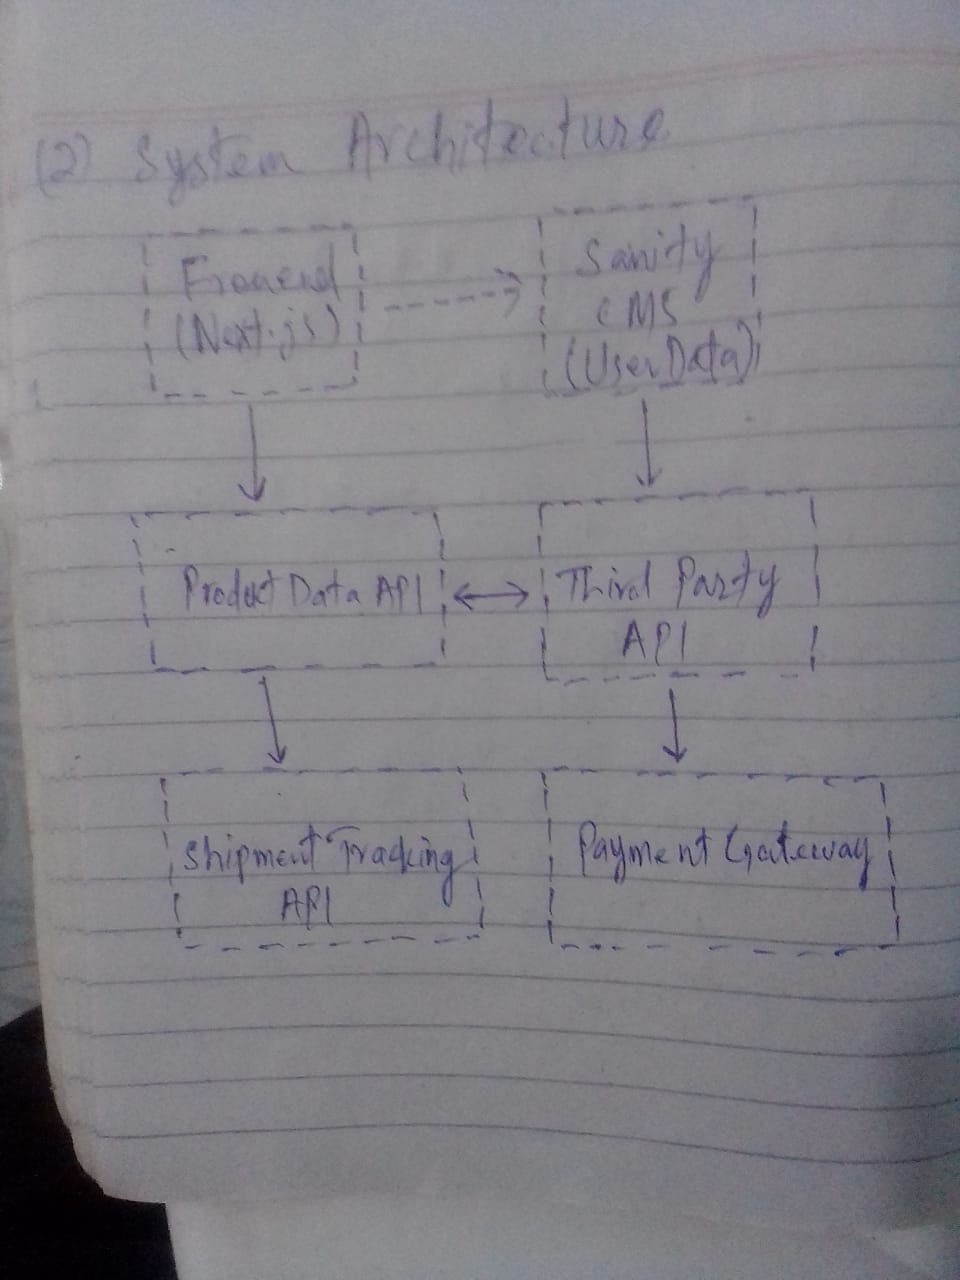 (2) System Architecture
Fronend
(Next.js)
Sanity
CMS
(User Data)
Product Data API
Third Party
API
Shipment Tracking
API
Payment Gateway